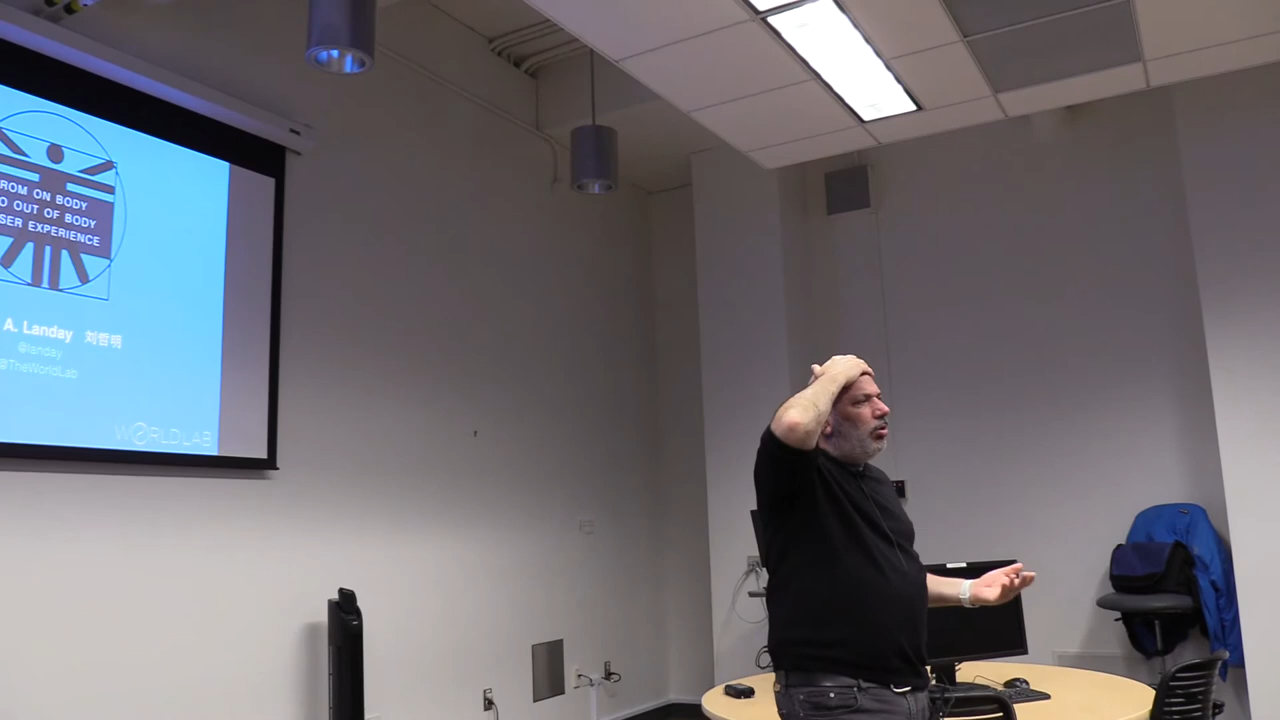 ROM ON BODY
O OUT OF BODY
SER EXPERIENCE
A. Landay 刘哲明
@landay
@TheWorldLab
WORLDLAB